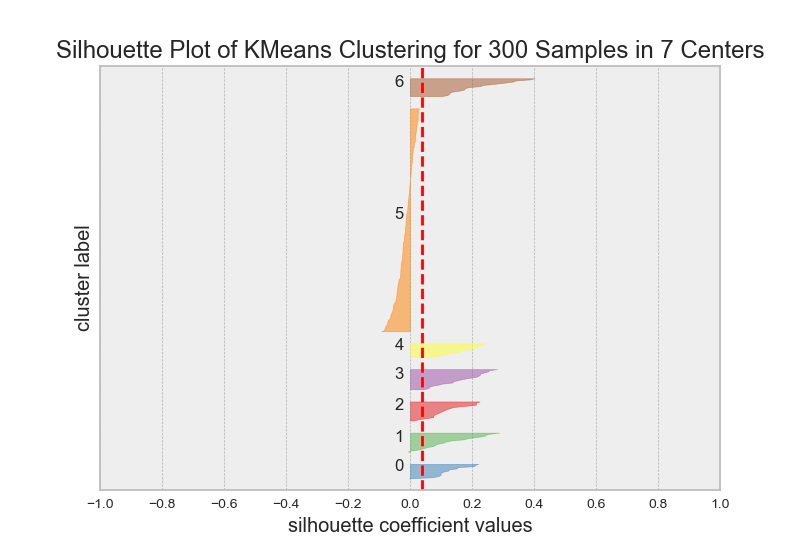 Silhouette Plot of KMeans Clustering for 300 Samples in 7 Centers
6
5
4
3
2
1
0
cluster label
−1.0 −0.8 −0.6 −0.4 −0.2 0.0 0.2 0.4 0.6 0.8 1.0
silhouette coefficient values